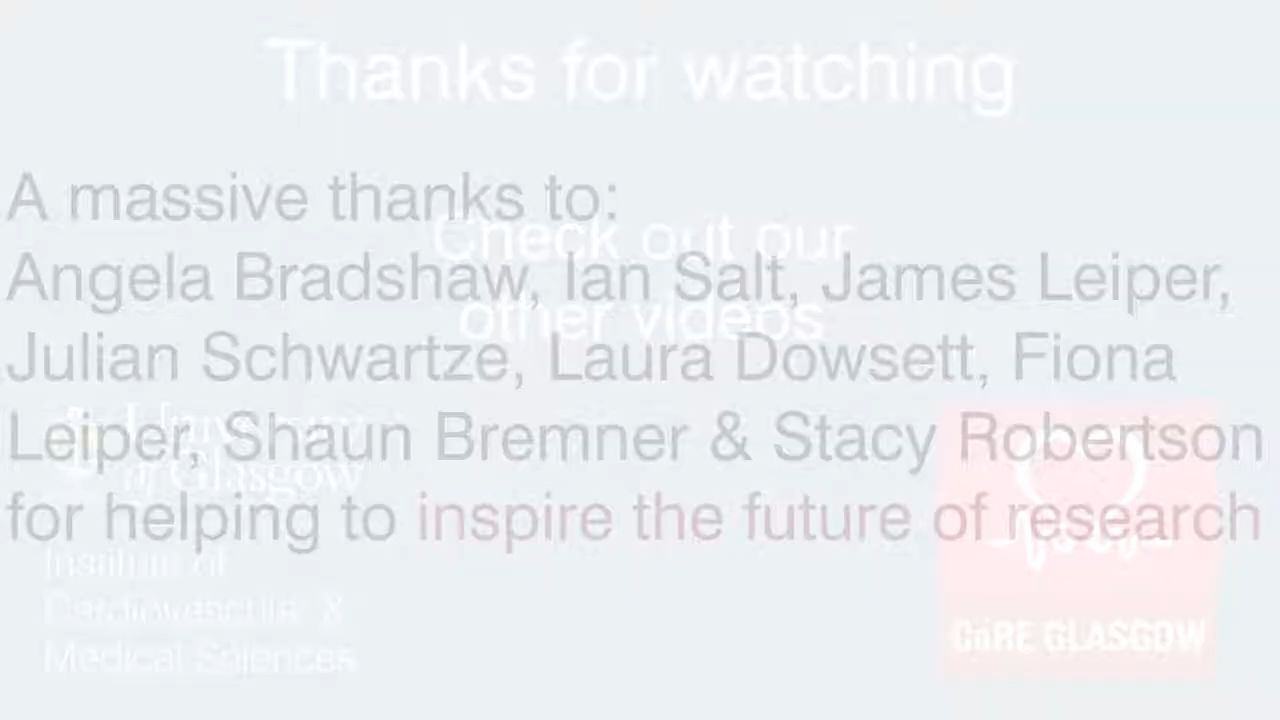 Thanks for watching
A massive thanks to:
Check out our
Angela Bradshaw, Ian Salt, James Leiper,
other videos
Julian Schwartze, Laura Dowsett, Fiona
University
Leiper, Shaun Bremner & Stacy Robertson
of Glasgow
for helping to inspire the future of research
Institute of
Cardiovascular &
Medical Sciences
CoRE GLASGOW